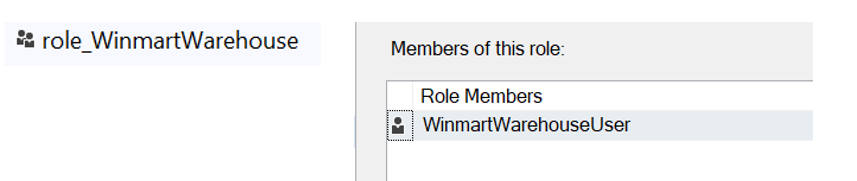 role_WinmartWarehouse
Members of this role:
Role Members
WinmartWarehouseUser